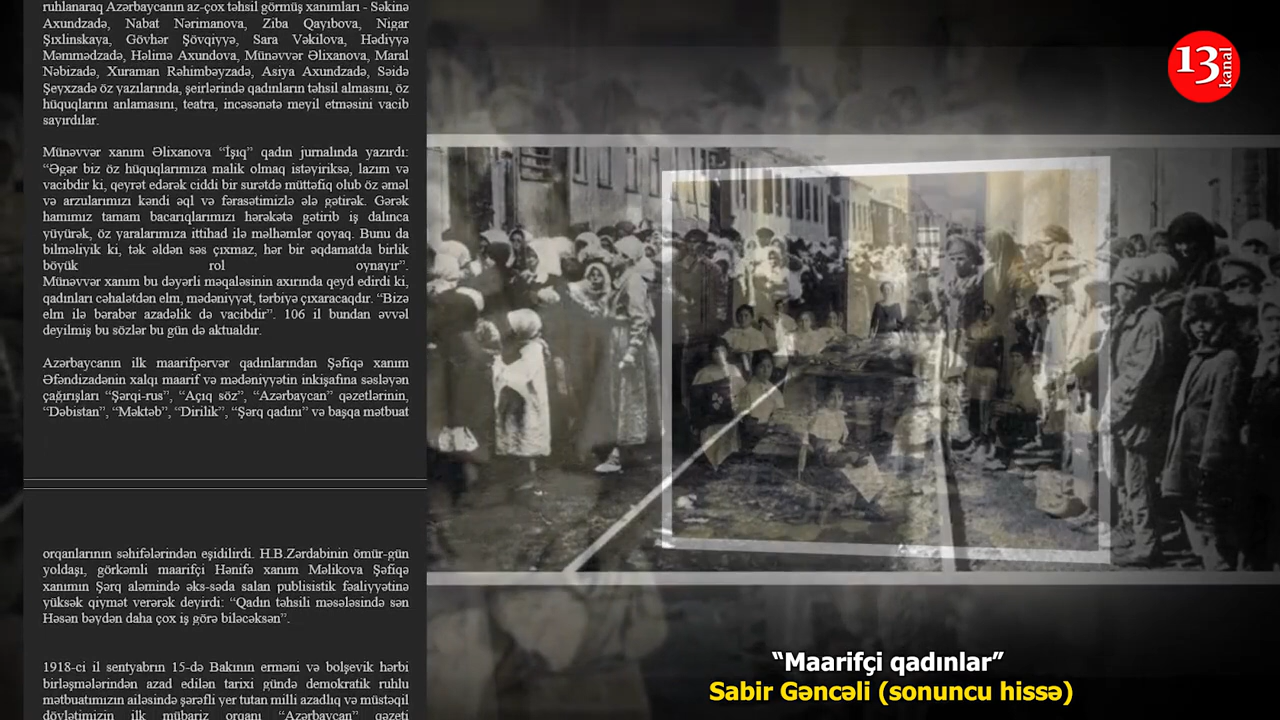 ruhlanaraq Azərbaycanın az-çox təhsil görmüş xanımları - Səkinə
Axundzadə, Nabat Nərimanova, Ziba Qayıbova, Nigar
Şıxlinskaya, Gövhər Şövqiyyə, Sara Vəkilova, Hədiyyə
Məmmədzadə, Həlimə Axundova, Münəvvər Əlixanova, Maral
Nəbizadə, Xuraman Rəhimbəyzadə, Asiya Axundzadə, Səidə
Şeyxzadə öz yazılarında, şeirlərində qadınların təhsil almasını, öz
hüquqlarını anlamasını, teatra, incəsənətə meyil etməsini vacib
sayırdılar.
Münəvvər xanım Əlixanova “İşıq” qadın jurnalında yazırdı:
“Əgər biz öz hüquqlarımıza malik olmaq istəyiriksə, lazım və
vacibdir ki, qeyrət edərək ciddi bir surətdə müttəfiq olub öz əməl
və arzularımızı kəndi əql və fərasətimizlə ələ gətirək. Gərək
hamımız tamam bacarıqlarımızı hərəkətə gətirib iş dalınca
yüyürək, öz yaralarımıza ittihad ilə məlhəmlər qoyaq. Bunu da
bilməliyik ki, tək əldən səs çıxmaz, hər bir əqdamatda birlik
böyük rol oynayır”.
Münəvvər xanım bu dəyərli məqaləsinin axırında qeyd edirdi ki,
qadınları cəhalətdən elm, mədəniyyət, tərbiyə çıxaracaqdır. “Bizə
elm ilə bərabər azadəlik də vacibdir”. 106 il bundan əvvəl
deyilmiş bu sözlər bu gün də aktualdır.
Azərbaycanın ilk maarifpərvər qadınlarından Şəfiqə xanım
Əfəndizadənin xalqı maarif və mədəniyyətin inkişafına səsləyən
çağırışları “Şərqi-rus”, “Açıq söz”, “Azərbaycan” qəzetlərinin,
“Dəbistan”, “Məktəb”, “Dirilik”, “Şərq qadını” və başqa mətbuat
orqanlarının səhifələrindən eşidilirdi. H.B.Zərdabinin ömür-gün
yoldaşı, görkəmli maarifçi Hənifə xanım Məlikova Şəfiqə
xanımın Şərq aləmində əks-səda salan publisistik fəaliyyətinə
yüksək qiymət verərək deyirdi: “Qadın təhsili məsələsində sən
Həsən bəydən daha çox iş görə biləcəksən”.
1918-ci il sentyabrın 15-də Bakının erməni və bolşevik hərbi
birləşmələrindən azad edilən tarixi gündə demokratik ruhlu
mətbuatımızın ailəsində şərəfli yer tutan milli azadlıq və müstəqil
dövlətimizin ilk mübariz orqanı “Azərbaycan” qəzeti
13 kanal
“Maarifçi qadınlar”
Sabir Gəncəli (sonuncu hissə)